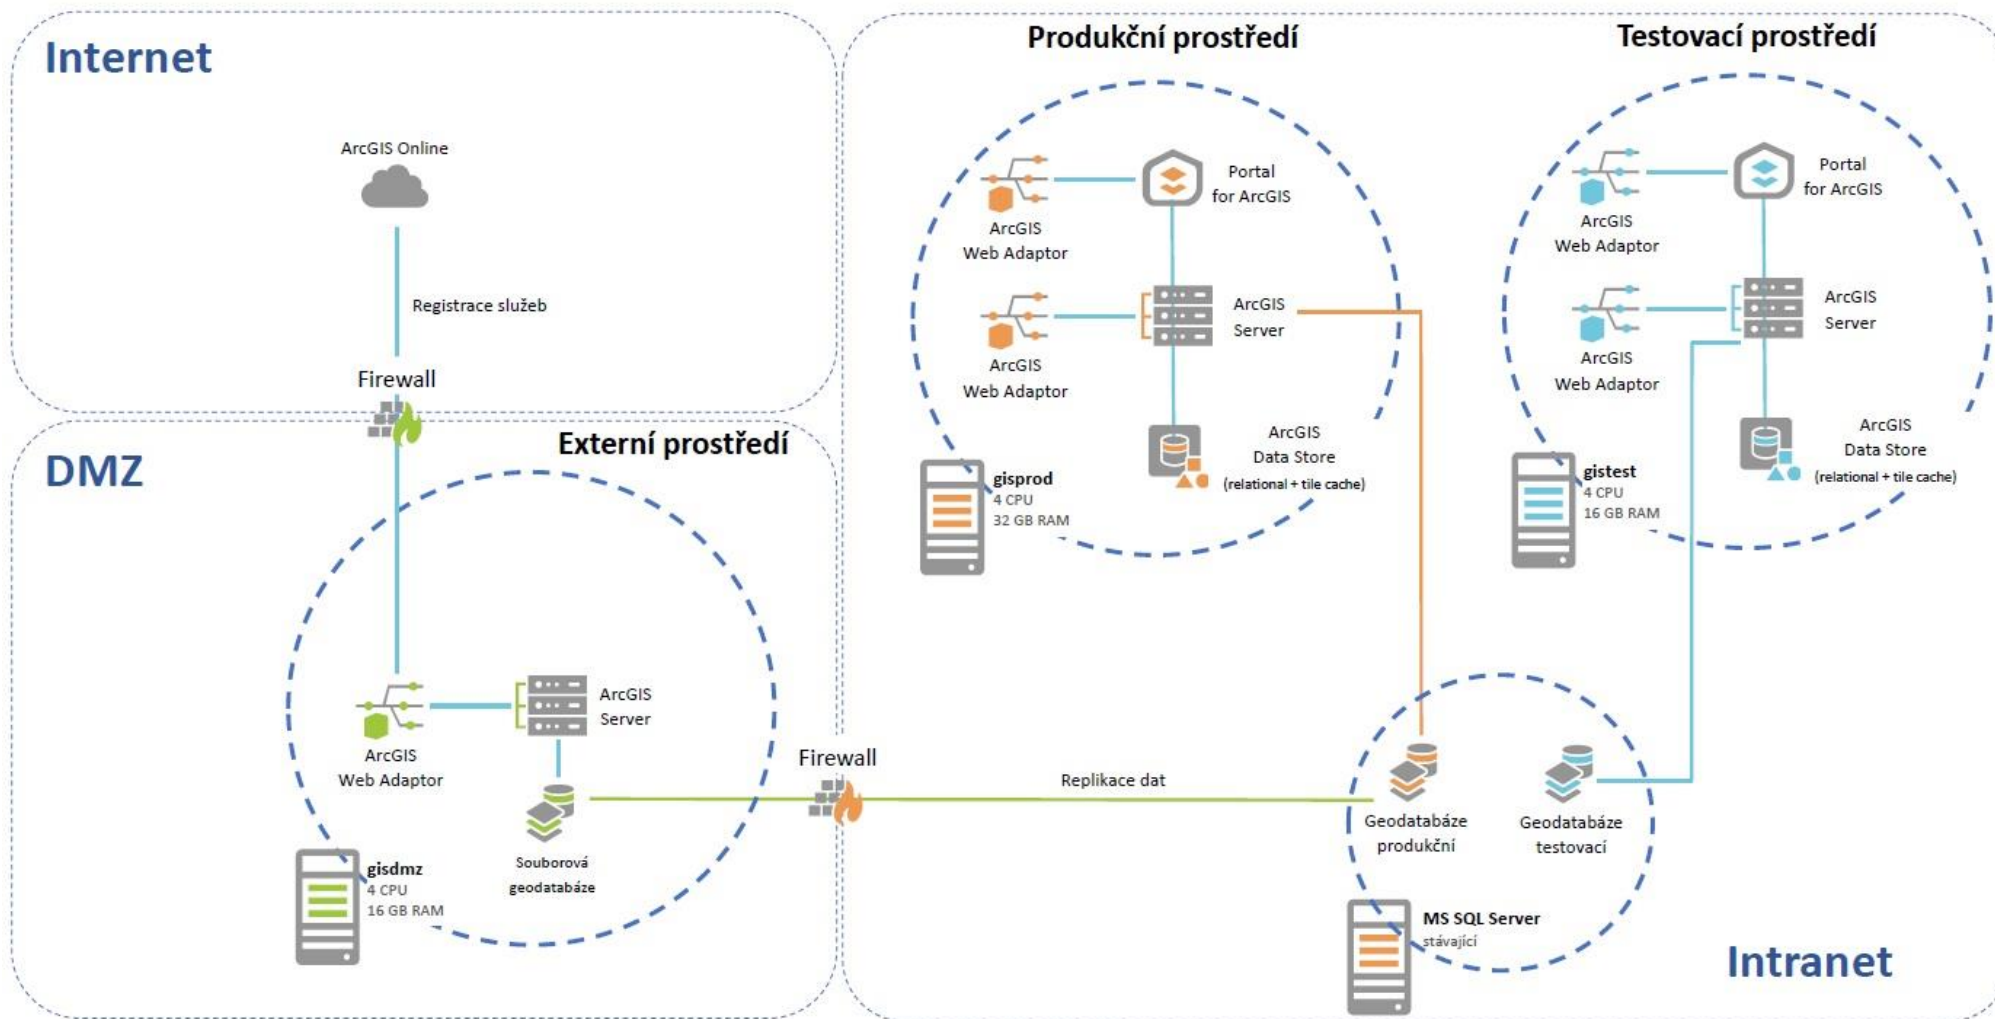 Internet
ArcGIS Online
Registrace služeb
Firewall
DMZ
Externí prostředí
ArcGIS
Web Adaptor
ArcGIS
Server
Souborová
geodatabáze
gisdmz
4 CPU
16 GB RAM
Firewall
Replikace dat
Produkční prostředí
ArcGIS
Web Adaptor
Portal
for ArcGIS
ArcGIS
Web Adaptor
ArcGIS
Server
ArcGIS
Data Store
(relational + tile cache)
gisprod
4 CPU
32 GB RAM
Testovací prostředí
ArcGIS
Web Adaptor
Portal
for ArcGIS
ArcGIS
Web Adaptor
ArcGIS
Server
ArcGIS
Data Store
(relational + tile cache)
gistest
4 CPU
16 GB RAM
Geodatabáze
produkční
Geodatabáze
testovací
MS SQL Server
stávající
Intranet